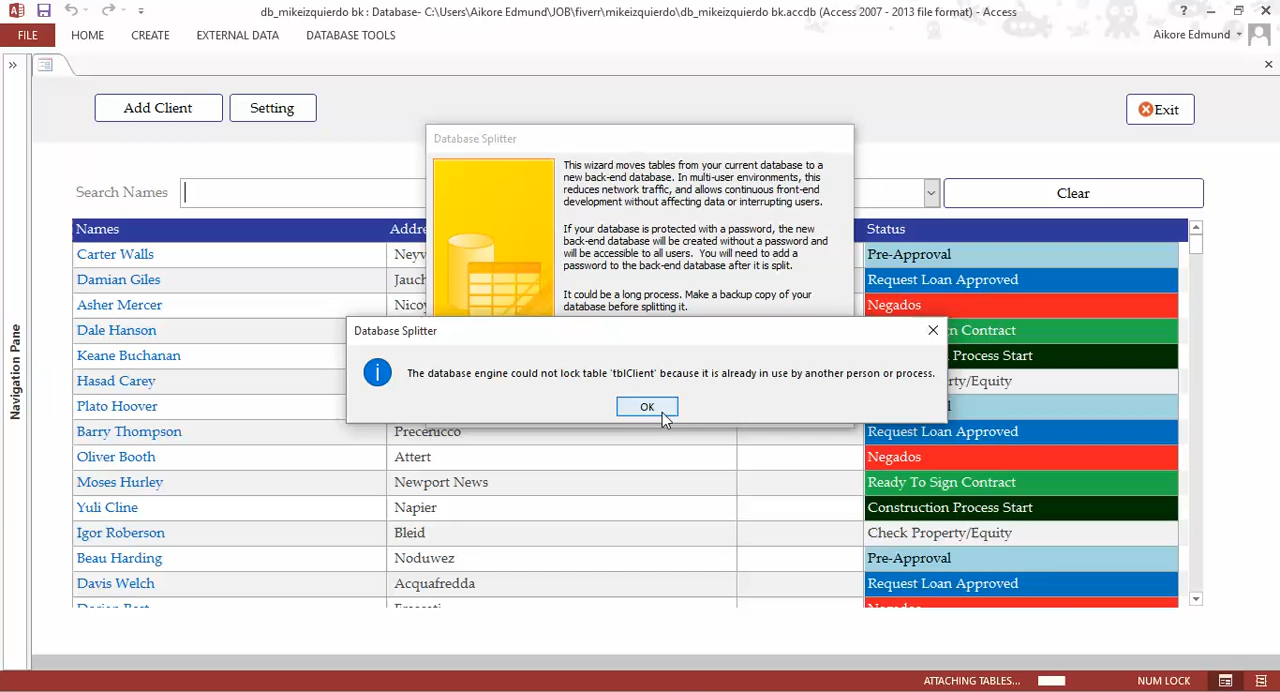 db_mikeizquierdo bk : Database- C:\Users\Aikore Edmund\JOB\fiverr\mikeizquierdo\db_mikeizquierdo bk.accdb (Access 2007 - 2013 file format) - Access
FILE HOME CREATE EXTERNAL DATA DATABASE TOOLS Aikore Edmund
Add Client Setting Exit
Database Splitter
This wizard moves tables from your current database to a
new back-end database. In multi-user environments, this
reduces network traffic, and allows continuous front-end
development without affecting data or interrupting users.
If your database is protected with a password, the new
back-end database will be created without a password and
will be accessible to all users. You will need to add a
password to the back-end database after it is split.
It could be a long process. Make a backup copy of your
database before splitting it.
Search Names Clear
Names Addre Status
Carter Walls Neyv Pre-Approval
Damian Giles Jauch Request Loan Approved
Asher Mercer Nicoy Negados
Dale Hanson n Contract
Keane Buchanan Process Start
Hasad Carey perty/Equity
Plato Hoover
Database Splitter
The database engine could not lock table 'tblClient' because it is already in use by another person or process.
OK
Barry Thompson Precenicco Request Loan Approved
Oliver Booth Attert Negados
Moses Hurley Newport News Ready To Sign Contract
Yuli Cline Napier Construction Process Start
Igor Roberson Bleid Check Property/Equity
Beau Harding Noduwez Pre-Approval
Davis Welch Acquafredda Request Loan Approved
Negados
Navigation Pane
ATTACHING TABLES... NUM LOCK